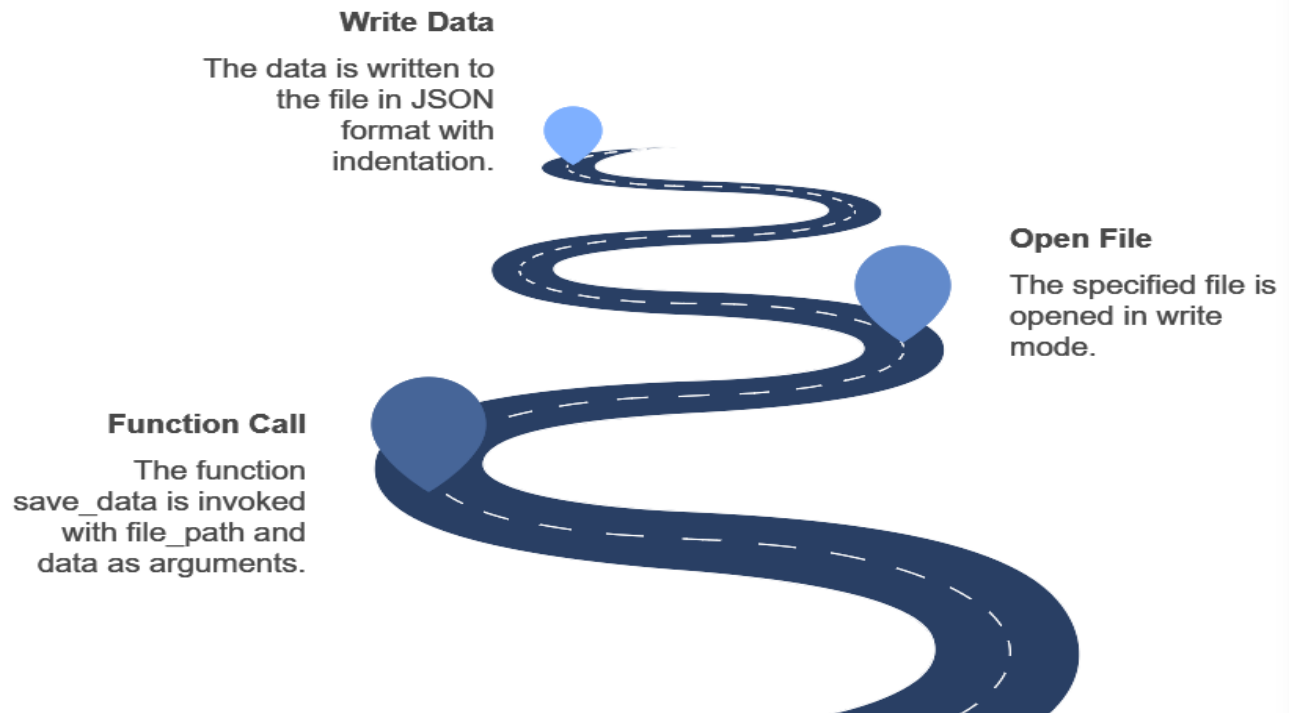 Write Data
The data is written to
the file in JSON
format with
indentation.
Open File
The specified file is
opened in write
mode.
Function Call
The function
save_data is invoked
with file_path and
data as arguments.